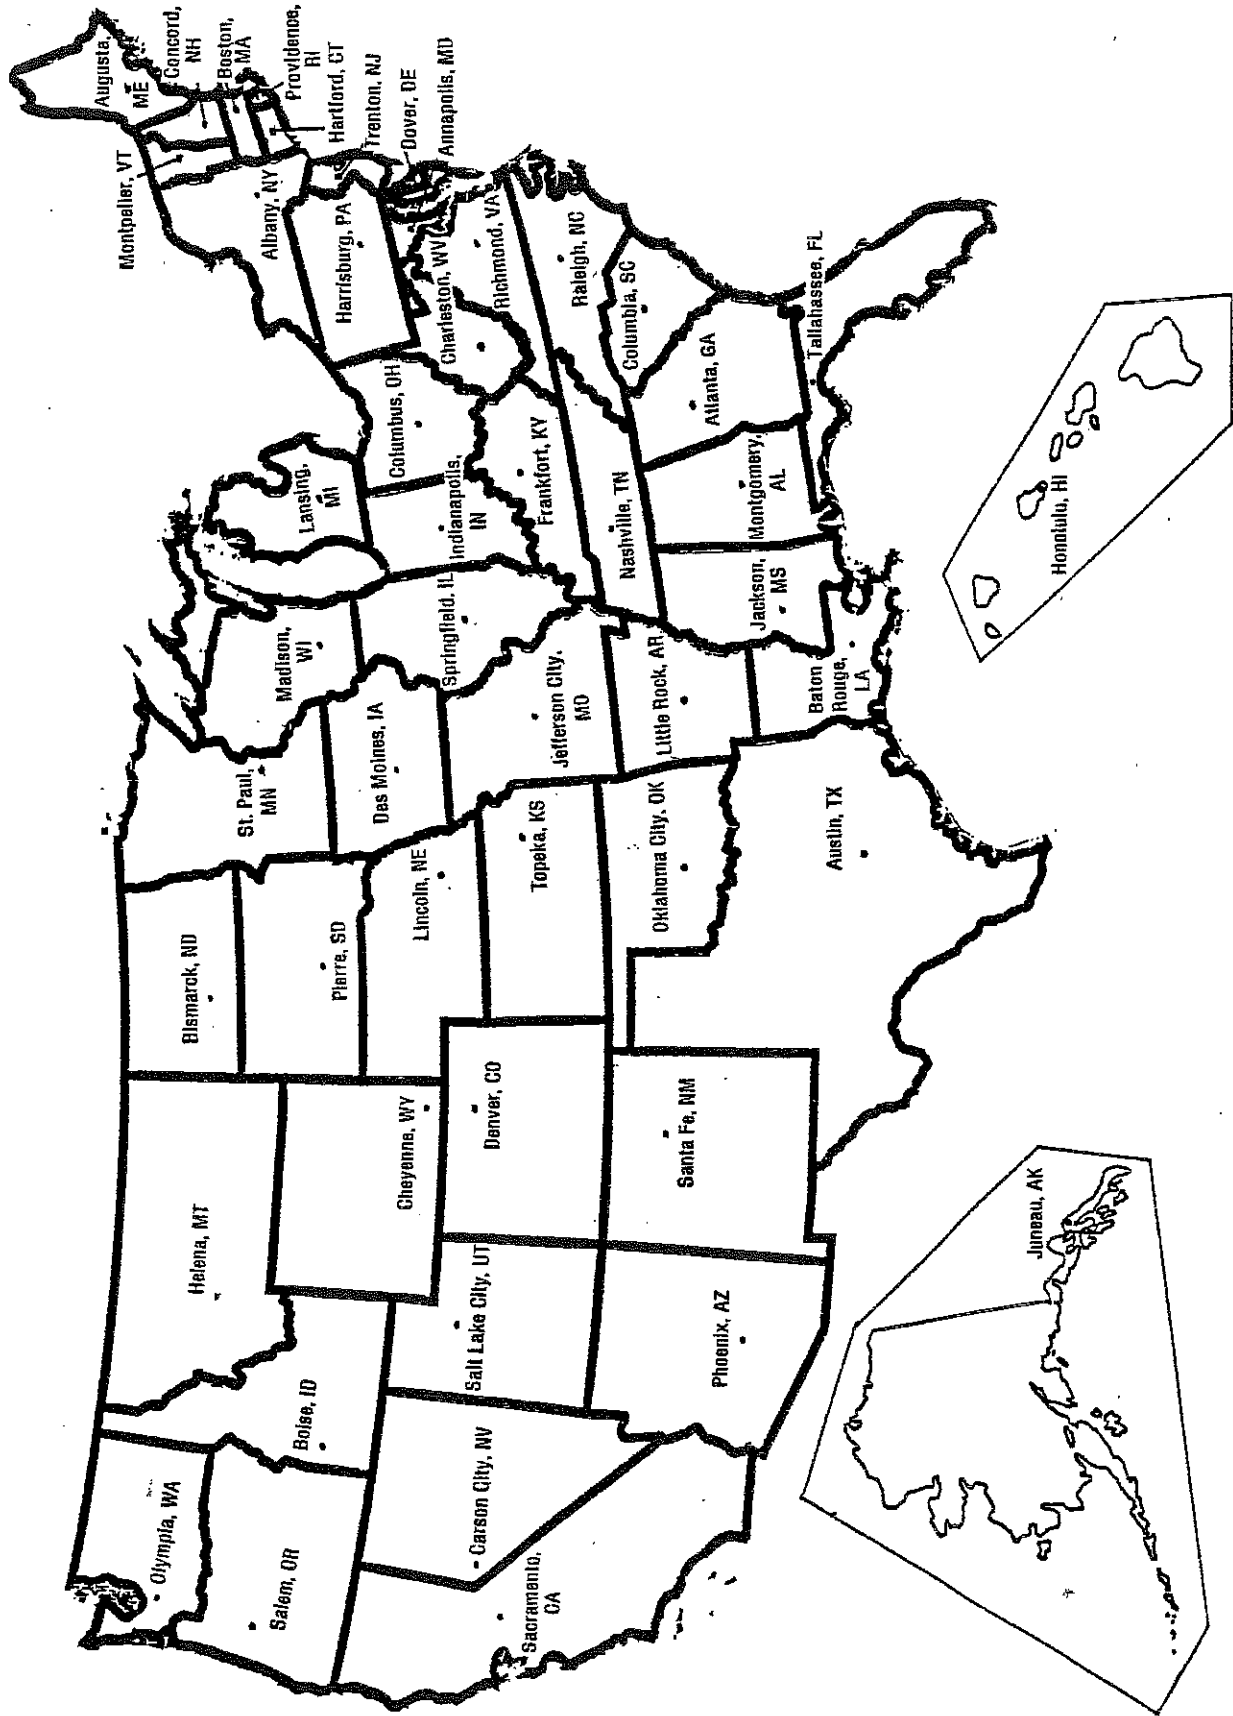 Olympia, WA
Salem, OR
Sacramento,
CA
Carson City, NV
Boise, ID
Helena, MT
Salt Lake City, UT
Phoenix, AZ
Cheyenne, WY
Denver, CO
Santa Fe, NM
Bismarck, ND
Pierre, SD
Lincoln, NE
Topeka, KS
Oklahoma City, OK
Austin, TX
St. Paul,
MN
Des Moines, IA
Jefferson City,
MO
Little Rock, AR
Baton
Rouge,
LA
Madison,
WI
Springfield, IL
Jackson,
MS
Lansing,
MI
Indianapolis,
IN
Frankfort, KY
Nashville, TN
Montgomery,
AL
Columbus, OH
Charleston, WV
Atlanta, GA
Tallahassee, FL
Columbia, SC
Raleigh, NC
Richmond, VA
Harrisburg, PA
Albany, NY
Montpelier, VT
Augusta,
ME
Concord,
NH
Boston,
MA
Providence,
RI
Hartford, CT
Trenton, NJ
Dover, DE
Annapolis, MD
Juneau, AK
Honolulu, HI